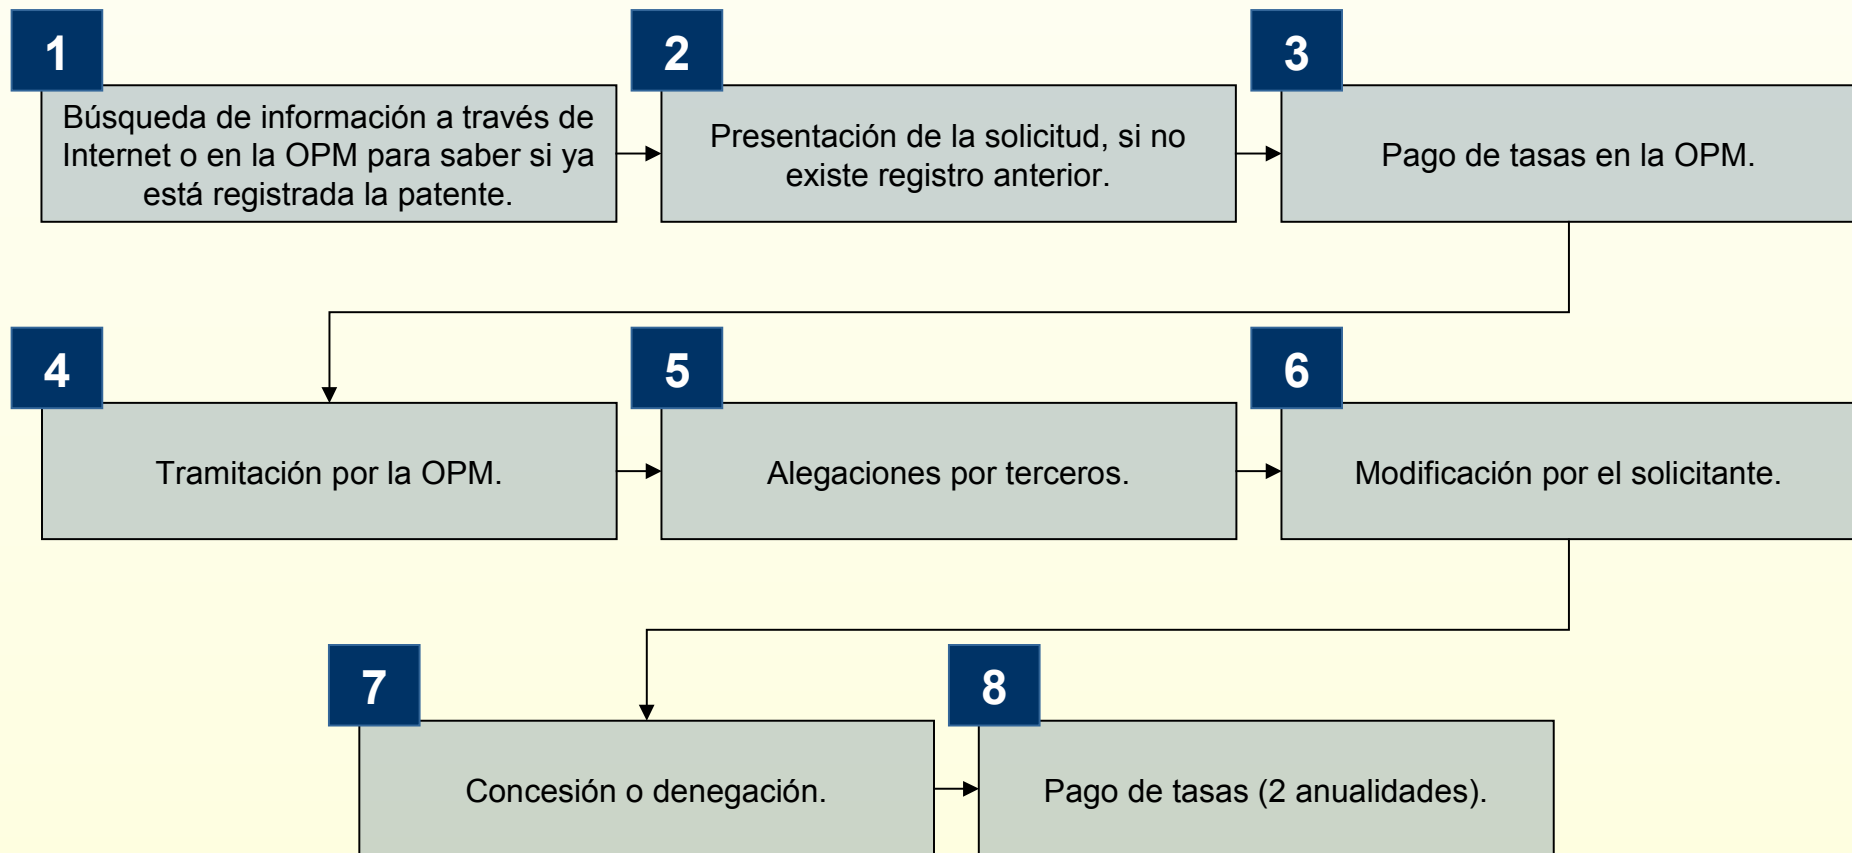 1
Búsqueda de información a través de
Internet o en la OPM para saber si ya
está registrada la patente.
2
Presentación de la solicitud, si no
existe registro anterior.
3
Pago de tasas en la OPM.
4
Tramitación por la OPM.
5
Alegaciones por terceros.
6
Modificación por el solicitante.
7
Concesión o denegación.
8
Pago de tasas (2 anualidades).